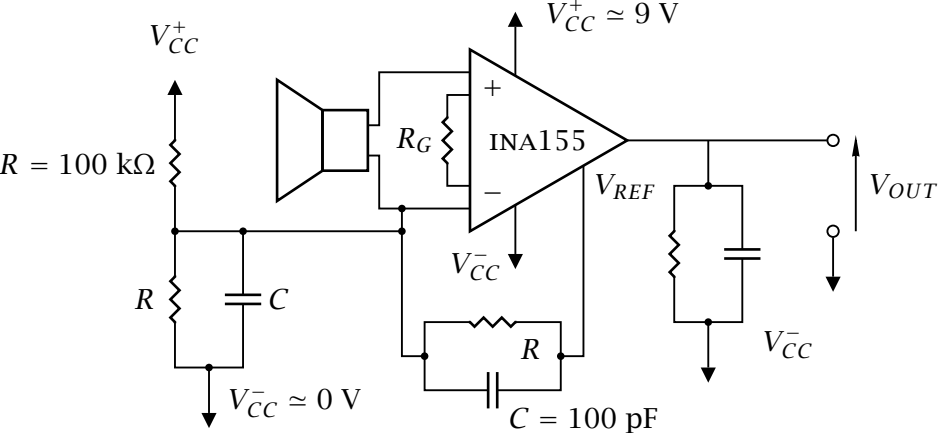 V⁺CC ≃ 9 V
V⁺CC
R = 100 kΩ
+
RG
INA155
−
VREF
VOUT
V⁻CC
R
C
R
V⁻CC
V⁻CC ≃ 0 V
C = 100 pF